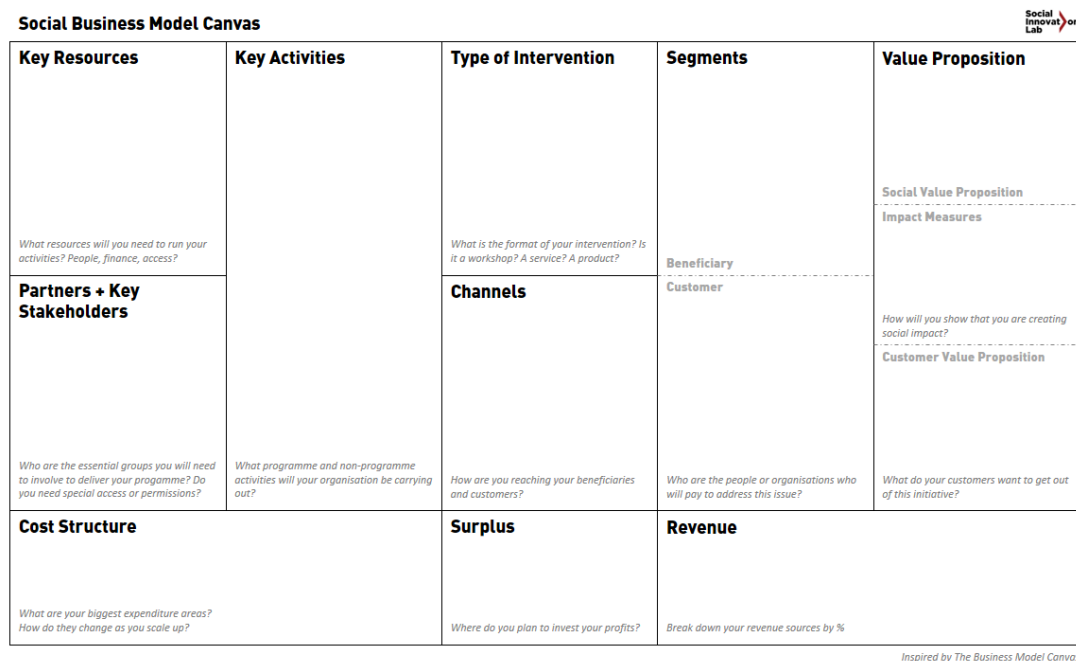 Social Business Model Canvas
Social
Innovation
Lab
Key Resources
What resources will you need to run your
activities? People, finance, access?
Key Activities
What programme and non-programme
activities will your organisation be carrying
out?
Type of Intervention
What is the format of your intervention? Is
it a workshop? A service? A product?
Segments
Beneficiary
Customer
Who are the people or organisations who
will pay to address this issue?
Value Proposition
Social Value Proposition
Impact Measures
How will you show that you are creating
social impact?
Customer Value Proposition
What do your customers want to get out
of this initiative?
Partners + Key
Stakeholders
Who are the essential groups you will need
to involve to deliver your progamme? Do
you need special access or permissions?
Channels
How are you reaching your beneficiaries
and customers?
Cost Structure
What are your biggest expenditure areas?
How do they change as you scale up?
Surplus
Where do you plan to invest your profits?
Revenue
Break down your revenue sources by %
Inspired by The Business Model Canvas